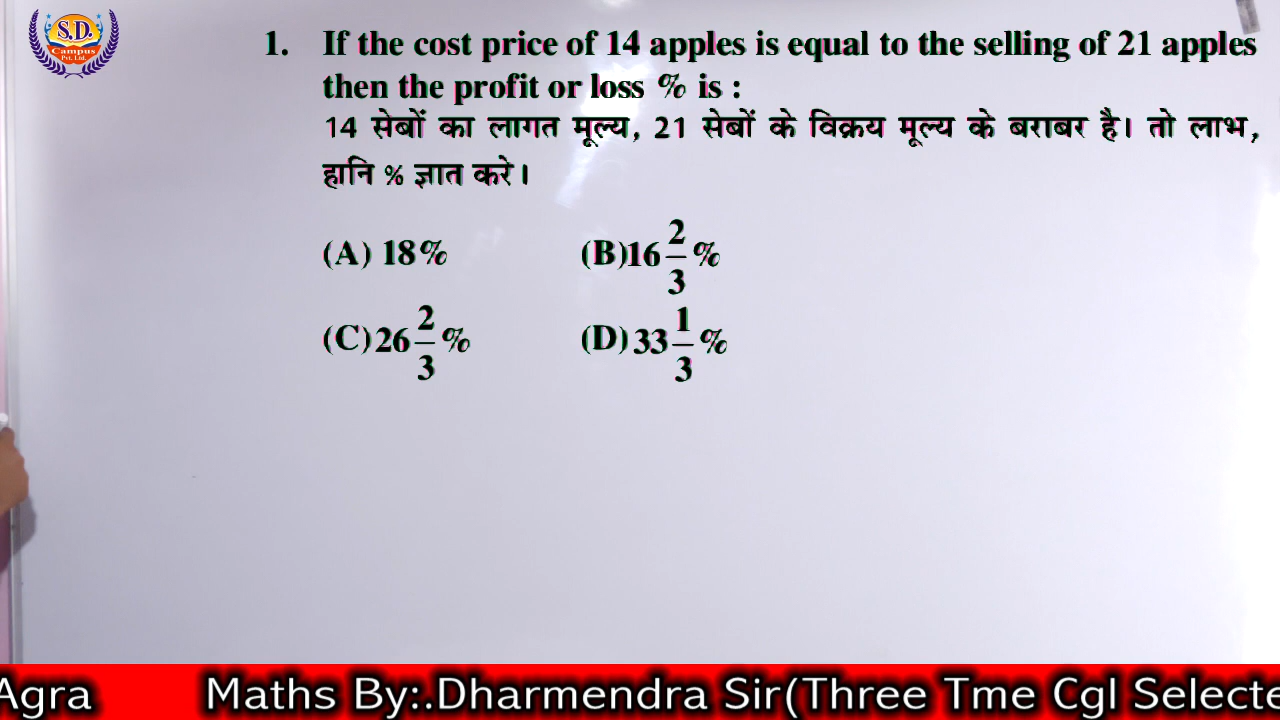 S.D.
Campus
Pvt. Ltd.
1. If the cost price of 14 apples is equal to the selling of 21 apples
then the profit or loss % is :
14 सेबों का लागत मूल्य, 21 सेबों के विक्रय मूल्य के बराबर है। तो लाभ,
हानि % ज्ञात करे।
(A) 18% (B) 16 2/3 %
(C) 26 2/3 % (D) 33 1/3 %
Agra Maths By:.Dharmendra Sir(Three Tme Cgl Selecte